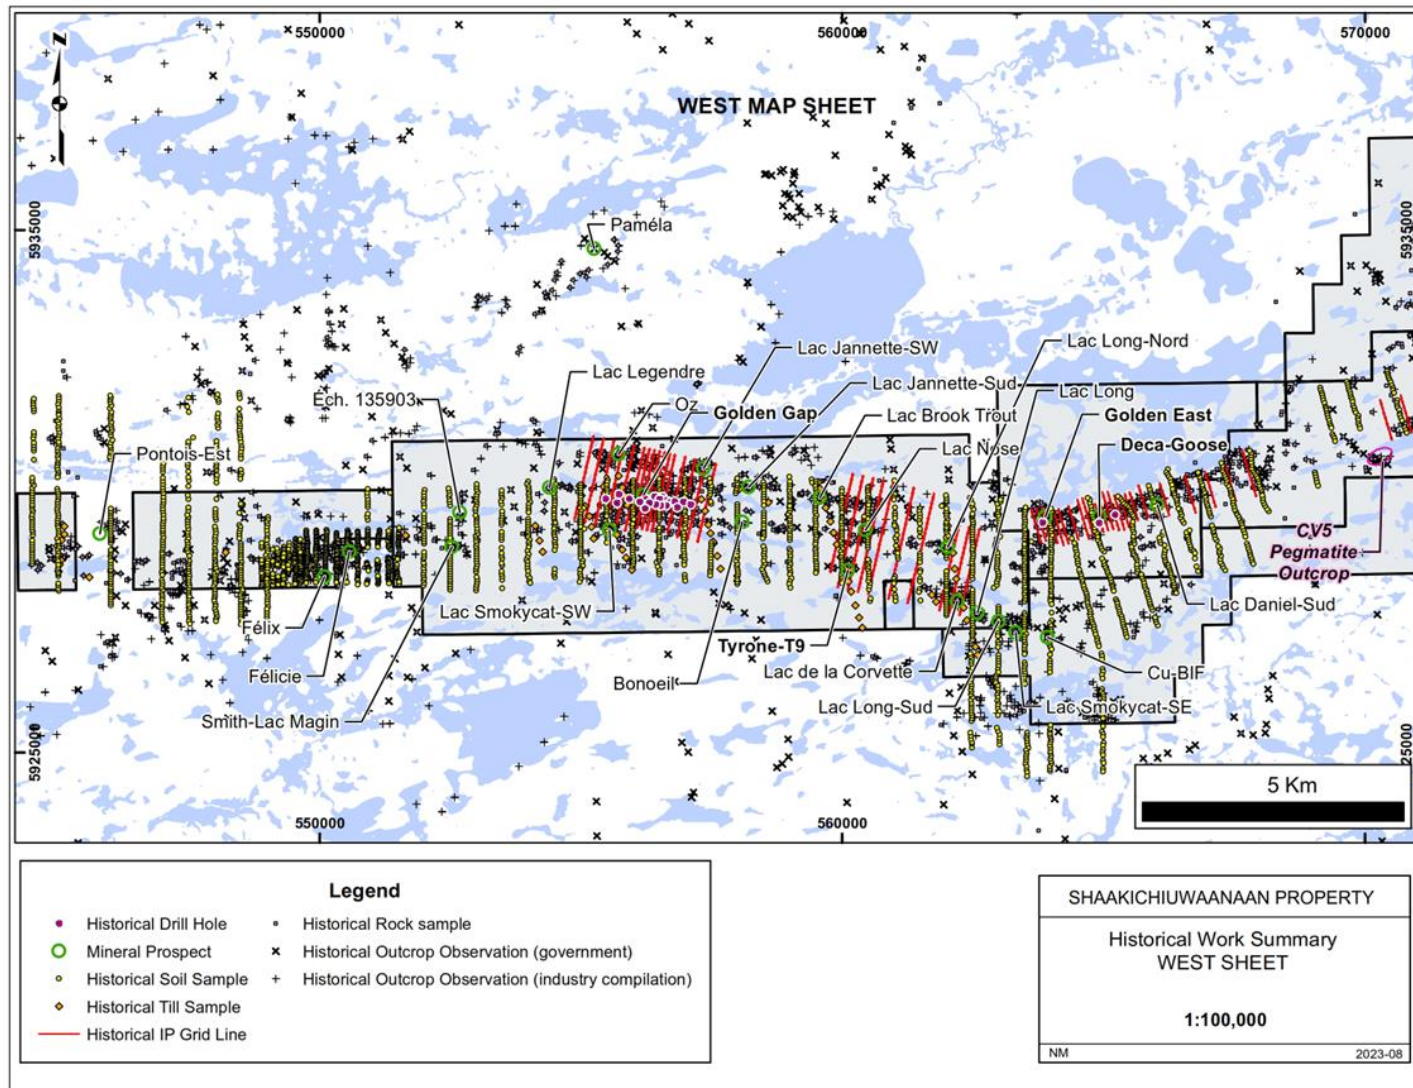 550000
560000
570000
Z
WEST MAP SHEET
5935000
5935000
Paméla
Lac Jannette-SW
Lac Long-Nord
Lac Legendre
Lac Jannette-Sud
Lac Long
Éch. 135903
Oz
Golden Gap
Lac Brook Trout
Golden East
Lac Nose
Deca-Goose
Pontois-Est
CV5
Pegmatite
Outcrop
Lac Smokycat-SW
Lac Daniel-Sud
Félix
Tyrone-T9
Félicie
Bonoeil
Lac de la Corvette
Cu-BIF
Smith-Lac Magin
Lac Long-Sud
Lac Smokycat-SE
5925000
25000
5 Km
550000
560000
Legend
Historical Drill Hole
Mineral Prospect
Historical Soil Sample
Historical Till Sample
Historical IP Grid Line
Historical Rock sample
Historical Outcrop Observation (government)
Historical Outcrop Observation (industry compilation)
SHAAKICHIUWAANAAN PROPERTY
Historical Work Summary
WEST SHEET
1:100,000
NM
2023-08